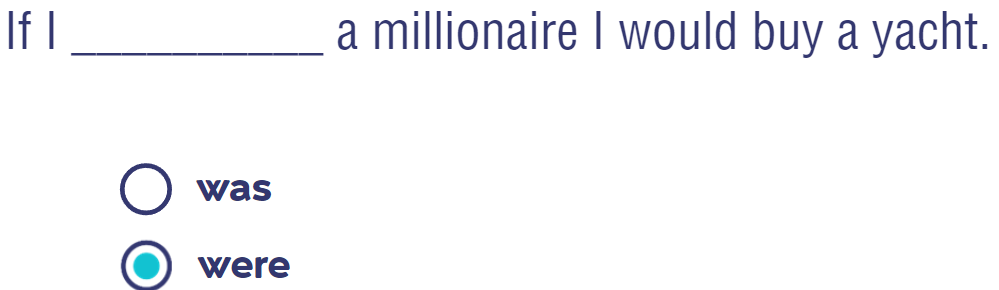 If I __________ a millionaire I would buy a yacht.
was
were